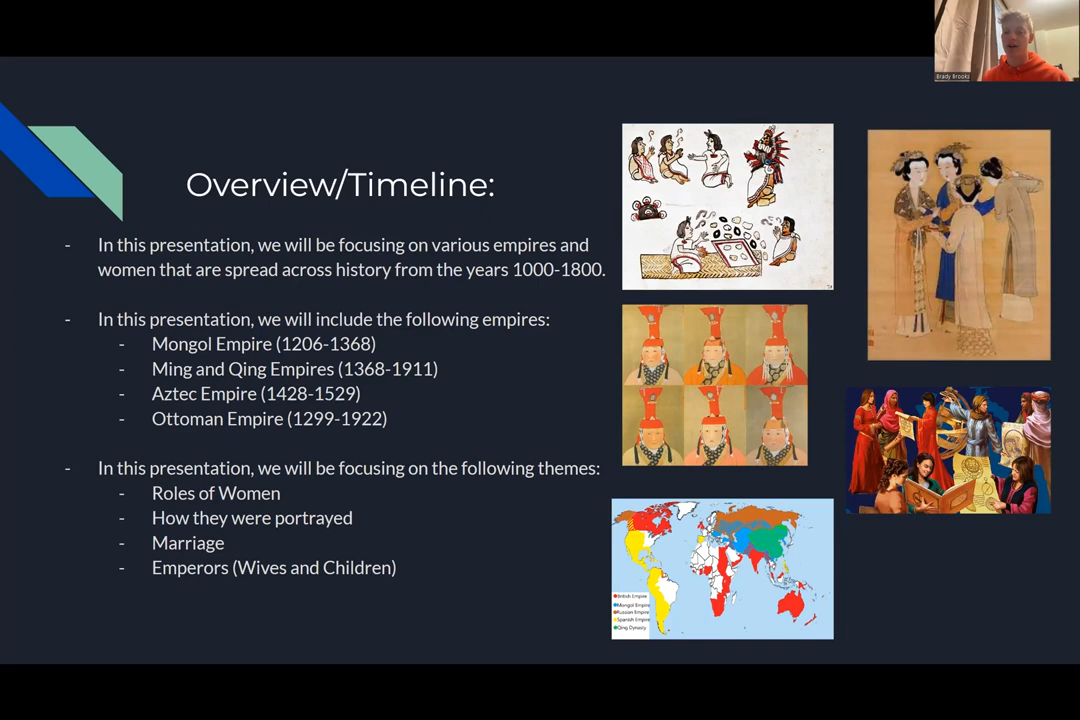 Brady Brooks
Overview/Timeline:
- In this presentation, we will be focusing on various empires and
women that are spread across history from the years 1000-1800.
- In this presentation, we will include the following empires:
- Mongol Empire (1206-1368)
- Ming and Qing Empires (1368-1911)
- Aztec Empire (1428-1529)
- Ottoman Empire (1299-1922)
- In this presentation, we will be focusing on the following themes:
- Roles of Women
- How they were portrayed
- Marriage
- Emperors (Wives and Children)
British Empire
Mongol Empire
Russian Empire
Spanish Empire
Qing Dynasty